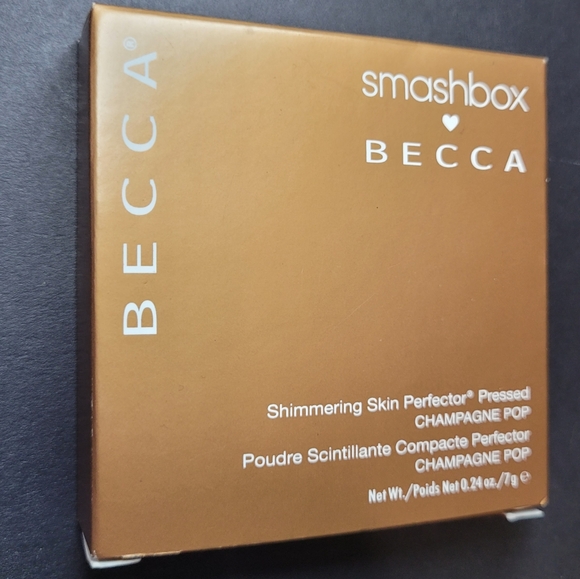 BECCA®
smashbox
BECCA
Shimmering Skin Perfector® Pressed
CHAMPAGNE POP
Poudre Scintillante Compacte Perfector
CHAMPAGNE POP
Net Wt./Poids Net 0.24 oz./7g ℮